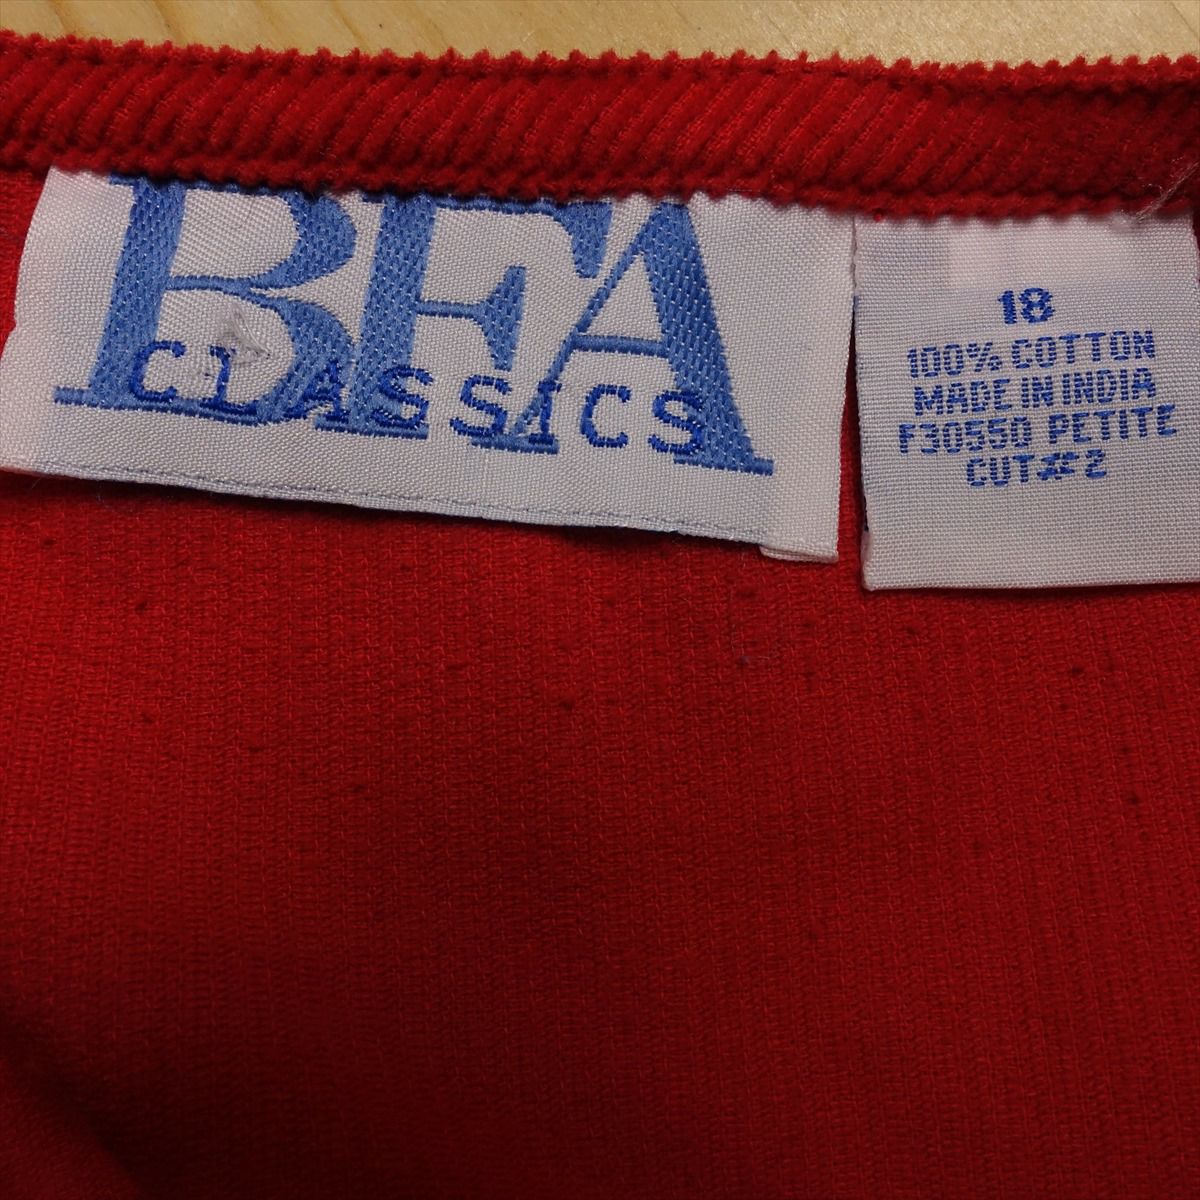 BFA
CLASSICS
18
100% COTTON
MADE IN INDIA
F30550 PETITE
CUT#2